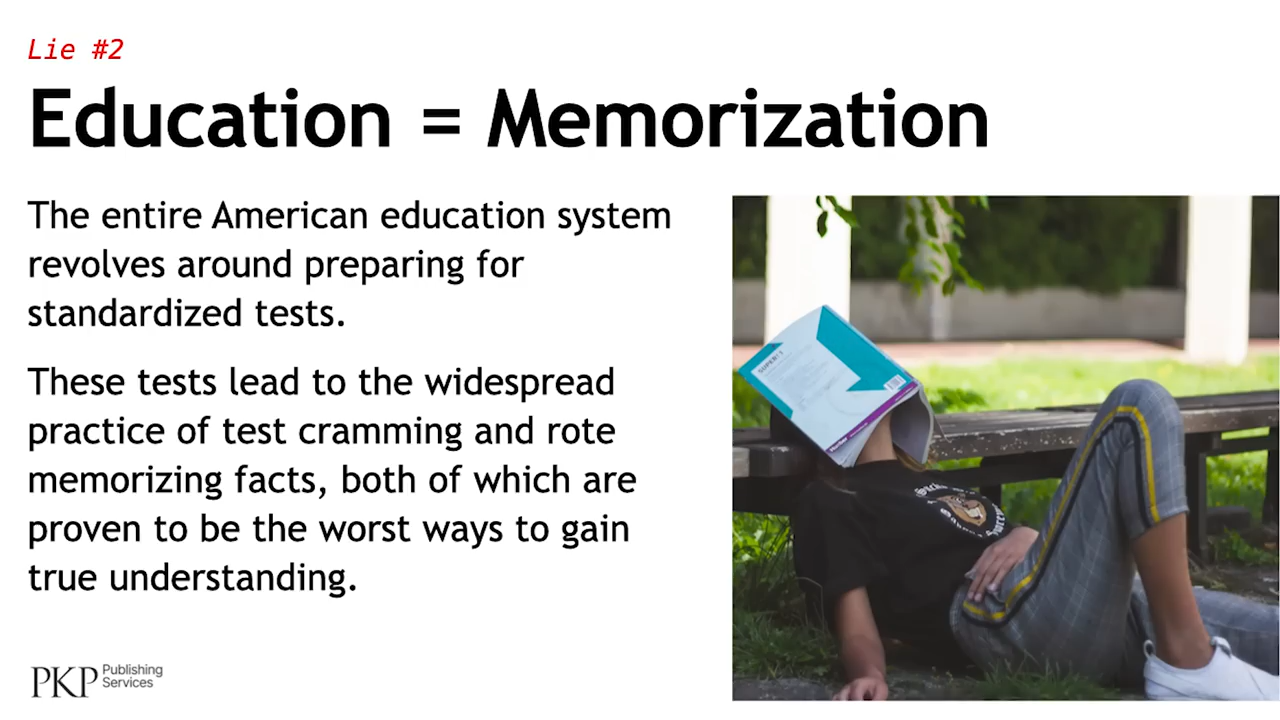 Lie #2
Education = Memorization
The entire American education system
revolves around preparing for
standardized tests.
These tests lead to the widespread
practice of test cramming and rote
memorizing facts, both of which are
proven to be the worst ways to gain
true understanding.
PKP Publishing
Services